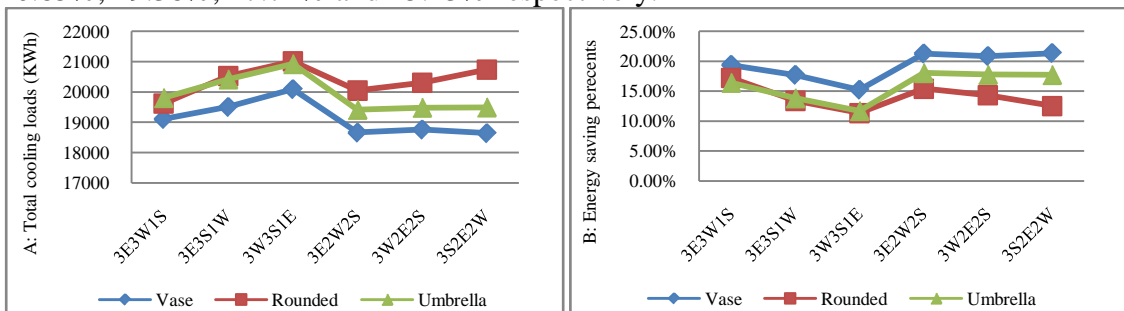 respectively.
A: Total cooling loads (KWh)
22000
21000
20000
19000
18000
17000
3E3W1S
3E3S1W
3W3S1E
3E2W2S
3W2E2S
3S2E2W
Vase Rounded Umbrella
B: Energy saving percents
25.00%
20.00%
15.00%
10.00%
5.00%
0.00%
3E3W1S
3E3S1W
3W3S1E
3E2W2S
3W2E2S
3S2E2W
Vase Rounded Umbrella